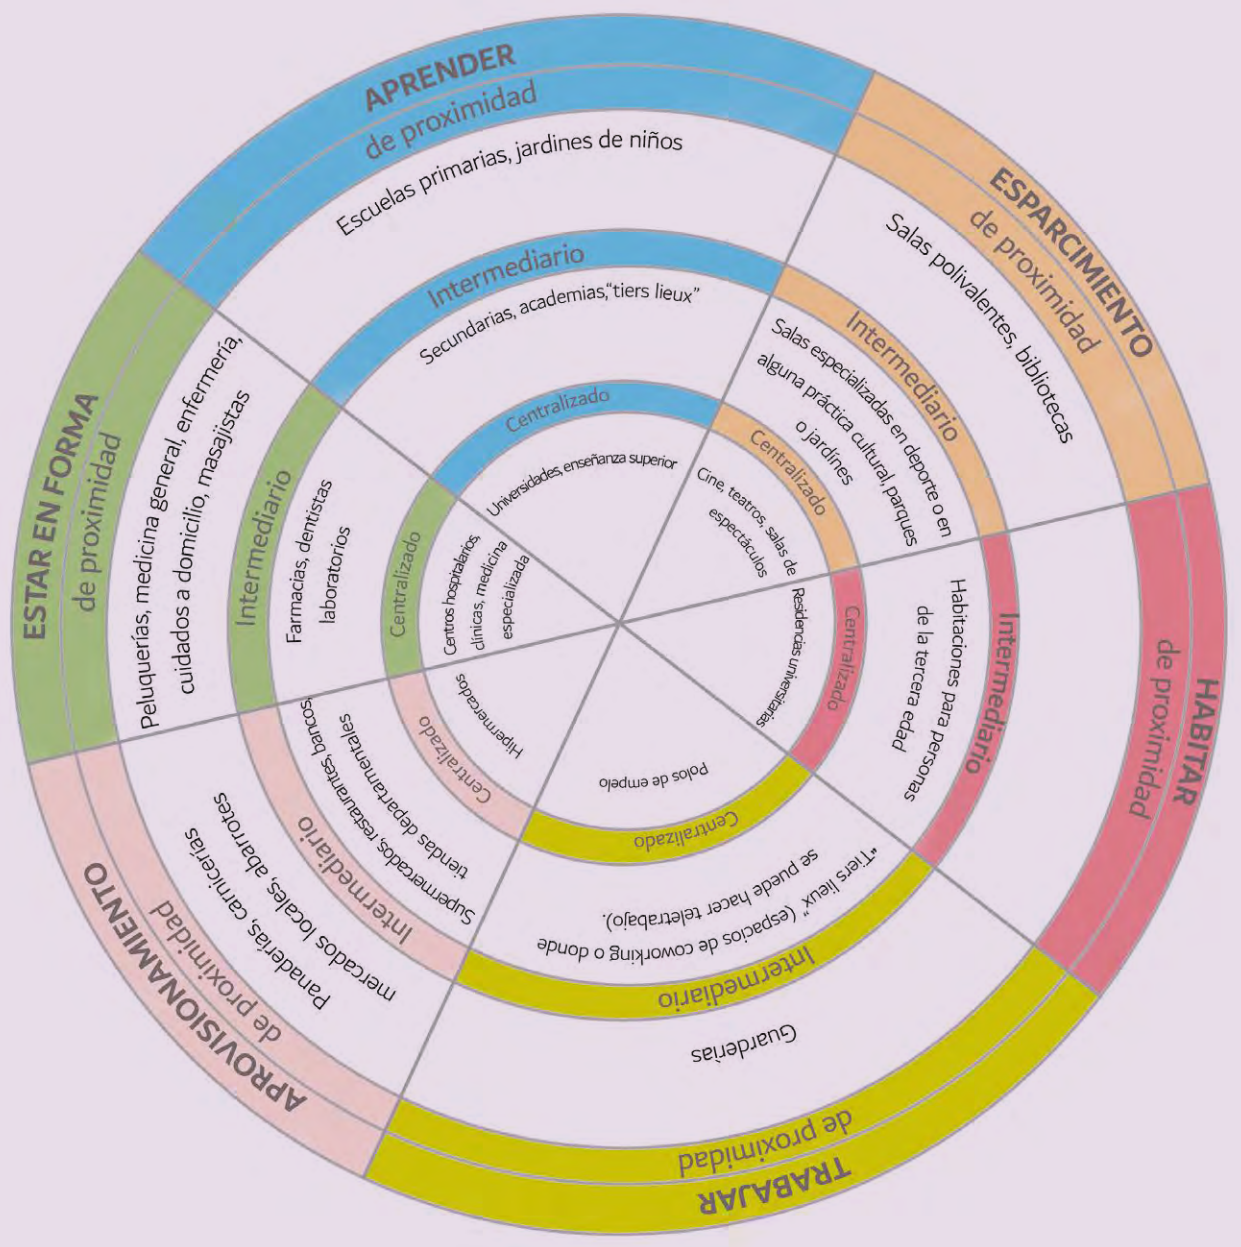 APRENDER
de proximidad
Escuelas primarias, jardines de niños
Intermediario
Secundarias, academias,“tiers lieux”
Centralizado
Universidades, enseñanza superior
ESPARCIMIENTO
de proximidad
Salas polivalentes, bibliotecas
Intermediario
Salas especializadas en deporte o en
alguna práctica cultural, parques
o jardínes
Centralizado
Cine, teatros, salas de
espectáculos
HABITAR
de proximidad
Intermediario
Habitaciones para personas
de la tercera edad
Centralizado
Residencias universitarias
TRABAJAR
de proximidad
Guarderìas
Intermediario
“Tiers lieux” (espacios de coworking o donde
se puede hacer teletrabajo).
Centralizado
Polos de empelo
APROVISIONAMIENTO
de proximidad
Panaderías, carnicerías
mercados locales, abarrotes
Intermediario
Supermercados, restaurantes, bancos,
tiendas departamentales
Centralizado
Hipermercados
ESTAR EN FORMA
de proximidad
Peluquerías, medicina general, enfermería,
cuidados a domicilio, masajistas
Intermediario
Farmacias, dentistas
laboratorios
Centralizado
Centros hospitalarios,
clínicas, medicina
especializada